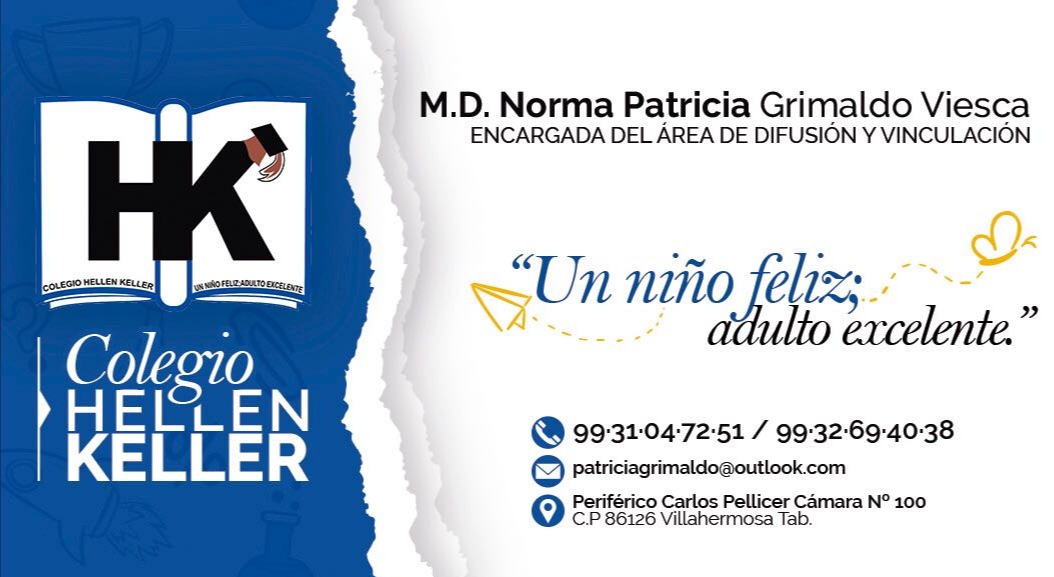 HK
COLEGIO HELLEN KELLER
UN NIÑO FELIZ;ADULTO EXCELENTE
Colegio
HELLEN
KELLER
M.D. Norma Patricia Grimaldo Viesca
ENCARGADA DEL ÁREA DE DIFUSIÓN Y VINCULACIÓN
“Un niño feliz;
adulto excelente.”
99·31·04·72·51 / 99·32·69·40·38
patriciagrimaldo@outlook.com
Periférico Carlos Pellicer Cámara Nº 100
C.P 86126 Villahermosa Tab.